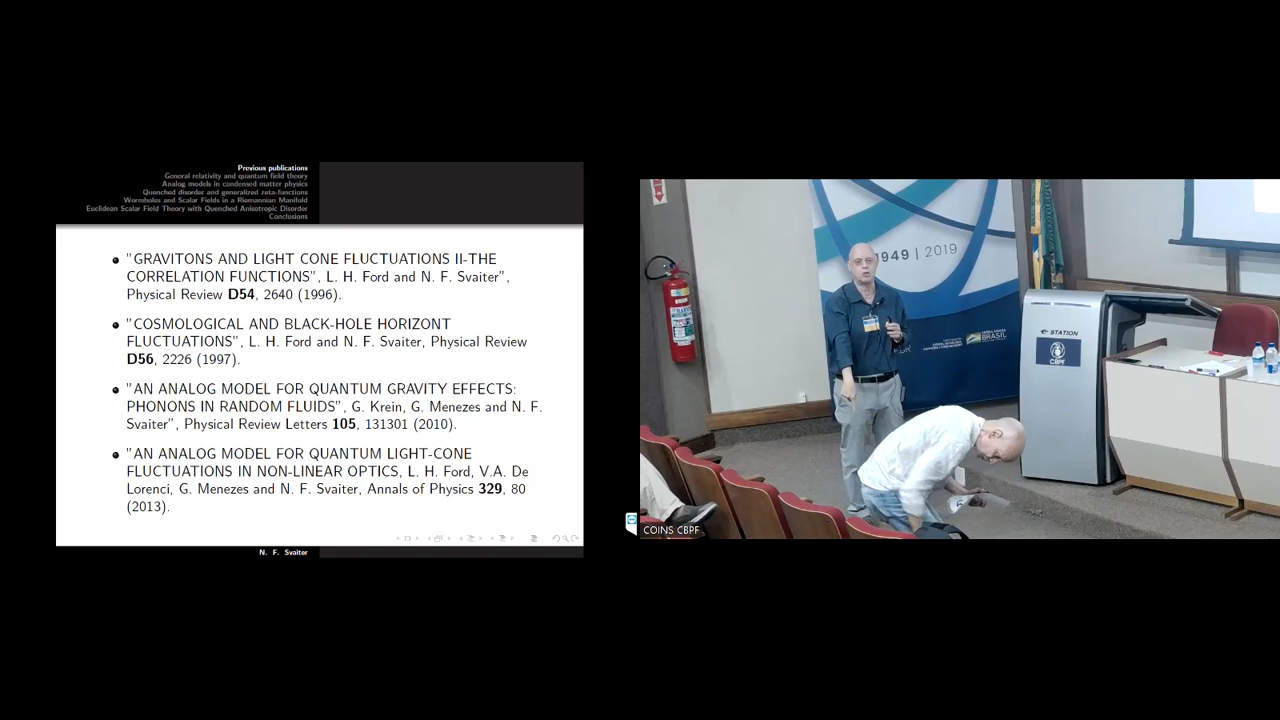 Previous publications
General relativity and quantum field theory
Analog models in condensed matter physics
Quenched disorder and generalized zeta-functions
Wormholes and Scalar Fields in a Riemannian Manifold
Euclidean Scalar Field Theory with Quenched Anisotropic Disorder
Conclusions
"GRAVITONS AND LIGHT CONE FLUCTUATIONS II-THE
CORRELATION FUNCTIONS", L. H. Ford and N. F. Svaiter",
Physical Review D54, 2640 (1996).
"COSMOLOGICAL AND BLACK-HOLE HORIZONT
FLUCTUATIONS", L. H. Ford and N. F. Svaiter, Physical Review
D56, 2226 (1997).
"AN ANALOG MODEL FOR QUANTUM GRAVITY EFFECTS:
PHONONS IN RANDOM FLUIDS", G. Krein, G. Menezes and N. F.
Svaiter", Physical Review Letters 105, 131301 (2010).
"AN ANALOG MODEL FOR QUANTUM LIGHT-CONE
FLUCTUATIONS IN NON-LINEAR OPTICS, L. H. Ford, V.A. De
Lorenci, G. Menezes and N. F. Svaiter, Annals of Physics 329, 80
(2013).
N. F. Svaiter
1949 | 2019
BRASIL
e-STATION
CBPF
COINS CBPF